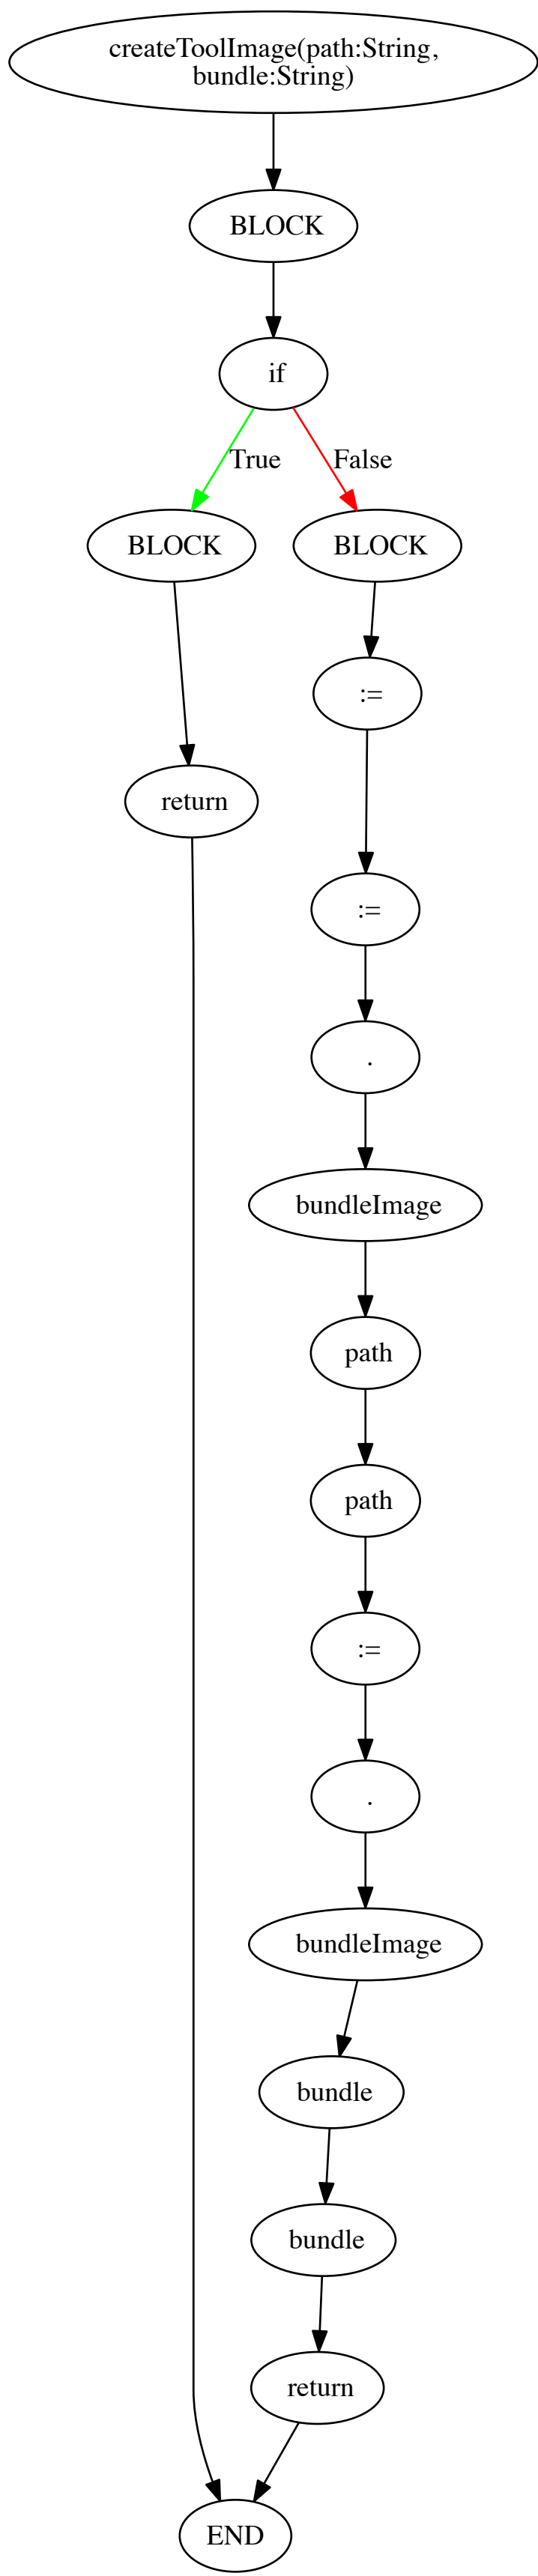 createToolImage(path:String,
bundle:String)
BLOCK
if
True
False
BLOCK
BLOCK
:=
return
:=
.
bundleImage
path
path
:=
.
bundleImage
bundle
bundle
return
END